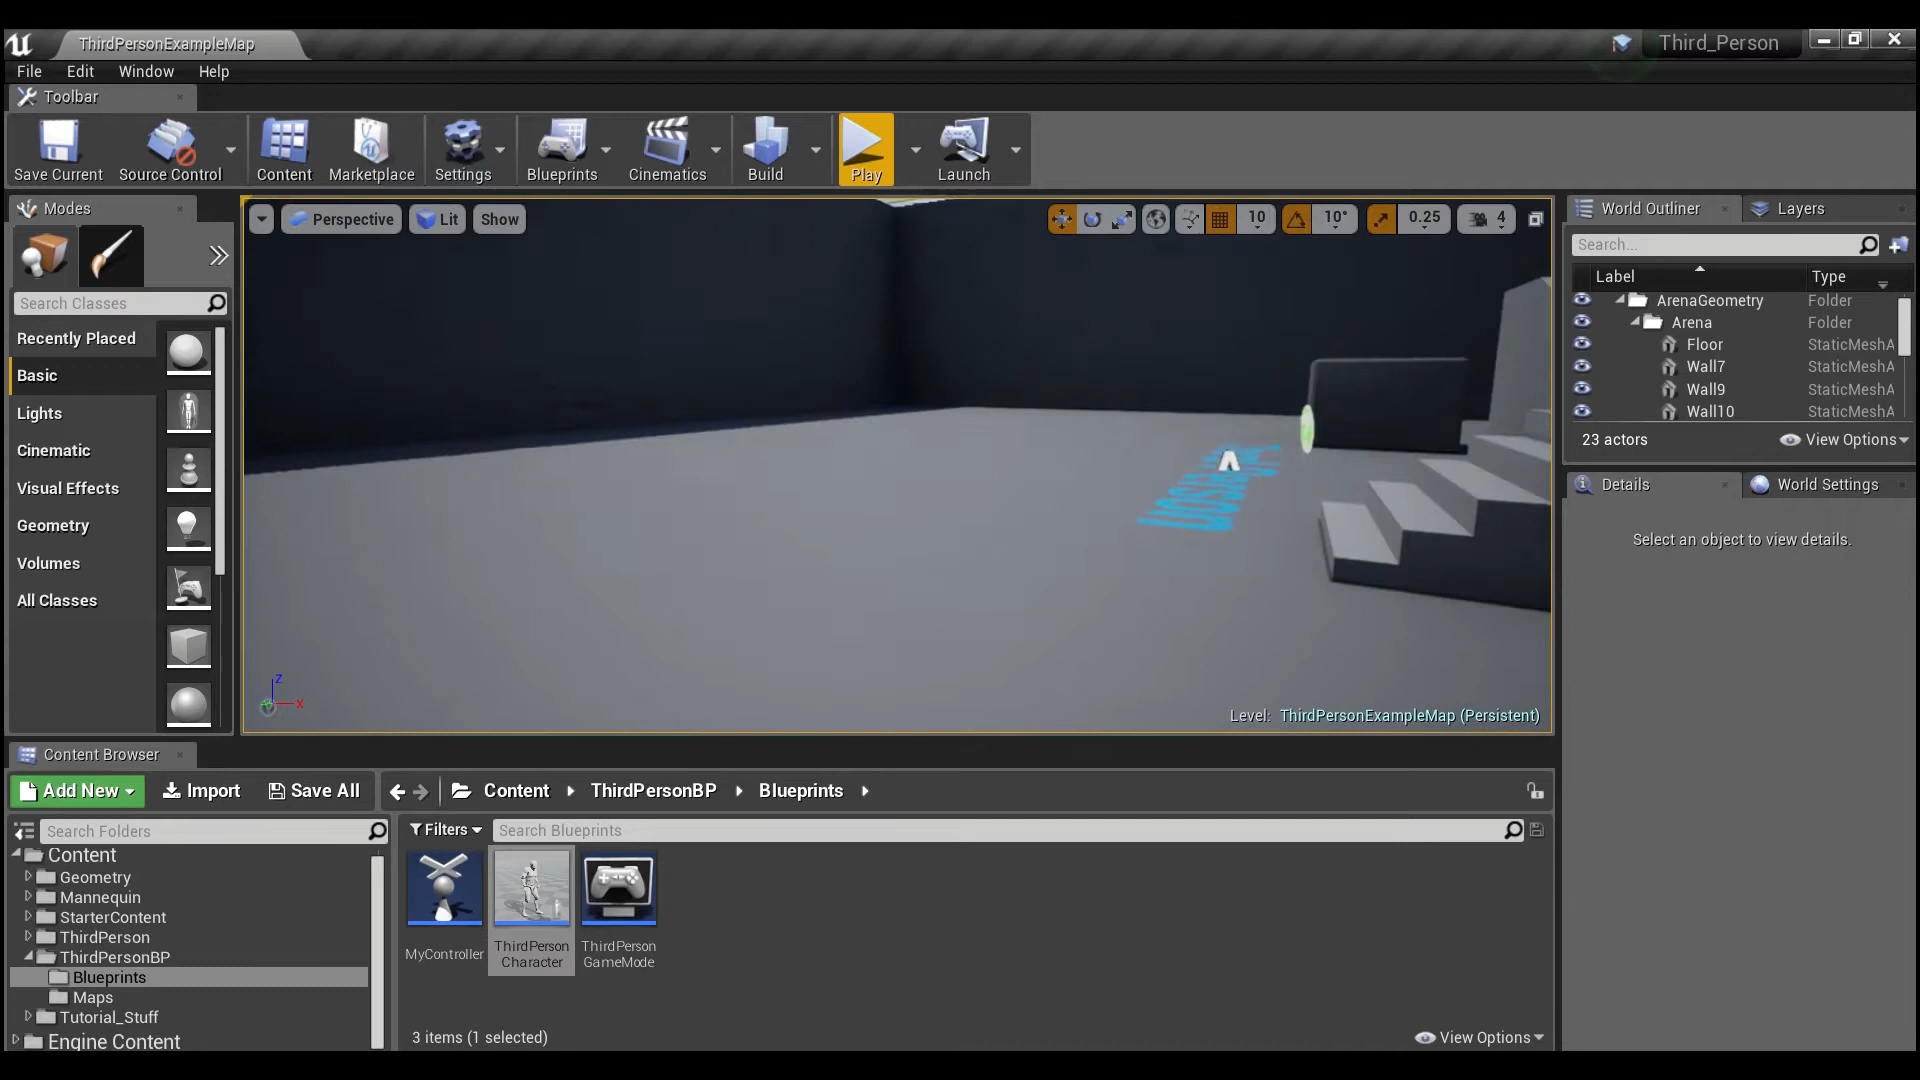 ThirdPersonExampleMap
Third_Person
File Edit Window Help
Toolbar
Save Current Source Control Content Marketplace Settings Blueprints Cinematics Build Play Launch
Modes
Perspective Lit Show
10 10° 0.25 4
World Outliner Layers
Search...
Label Type
Search Classes
ArenaGeometry Folder
Arena Folder
Floor StaticMeshA
Wall7 StaticMeshA
Wall9 StaticMeshA
Wall10 StaticMeshA
23 actors View Options
Recently Placed
Basic
Lights
Cinematic
Visual Effects
Geometry
Volumes
All Classes
Details World Settings
Select an object to view details.
z
x
Level: ThirdPersonExampleMap (Persistent)
Content Browser
Add New Import Save All Content ThirdPersonBP Blueprints
Search Folders
Filters Search Blueprints
Content
Geometry
Mannequin
StarterContent
ThirdPerson
ThirdPersonBP
Blueprints
Maps
Tutorial_Stuff
Engine Content
MyController
ThirdPerson
Character
ThirdPerson
GameMode
3 items (1 selected) View Options